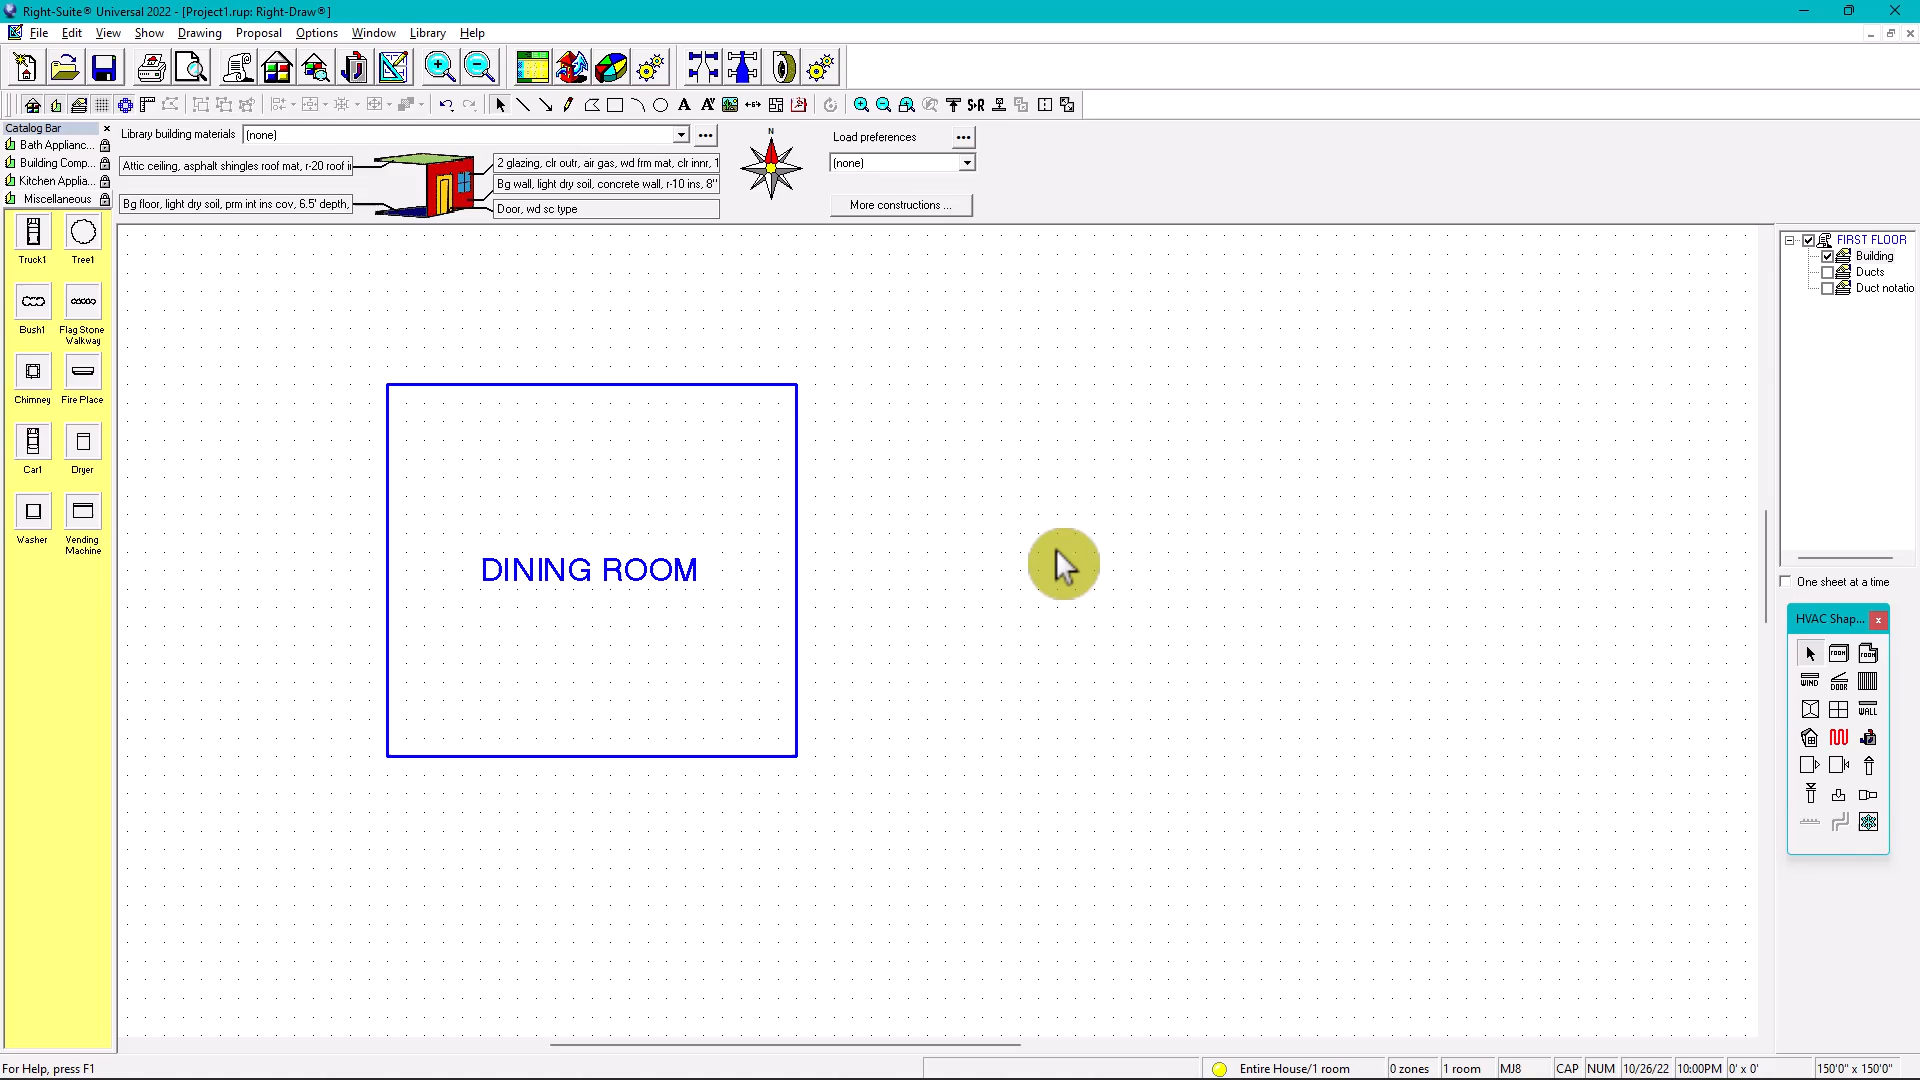 Right-Suite® Universal 2022 - [Project1.rup: Right-Draw®]
File Edit View Show Drawing Proposal Options Window Library Help
S•R
Catalog Bar
Bath Applianc...
Building Comp...
Kitchen Applia...
Miscellaneous
Library building materials (none)
Attic ceiling, asphalt shingles roof mat, r-20 roof i
Bg floor, light dry soil, prm int ins cov, 6.5' depth,
2 glazing, clr outr, air gas, wd frm mat, clr innr, 1
Bg wall, light dry soil, concrete wall, r-10 ins, 8"
Door, wd sc type
N
Load preferences
(none)
More constructions ...
Truck1 Tree1
Bush1 Flag Stone
Walkway
Chimney Fire Place
Car1 Dryer
Washer Vending
Machine
DINING ROOM
FIRST FLOOR
Building
Ducts
Duct notatio
One sheet at a time
HVAC Shap...
ROOM ROOM
WIND DOOR
WALL
For Help, press F1
Entire House/1 room 0 zones 1 room MJ8 CAP NUM 10/26/22 10:00PM 0' x 0' 150'0" x 150'0"